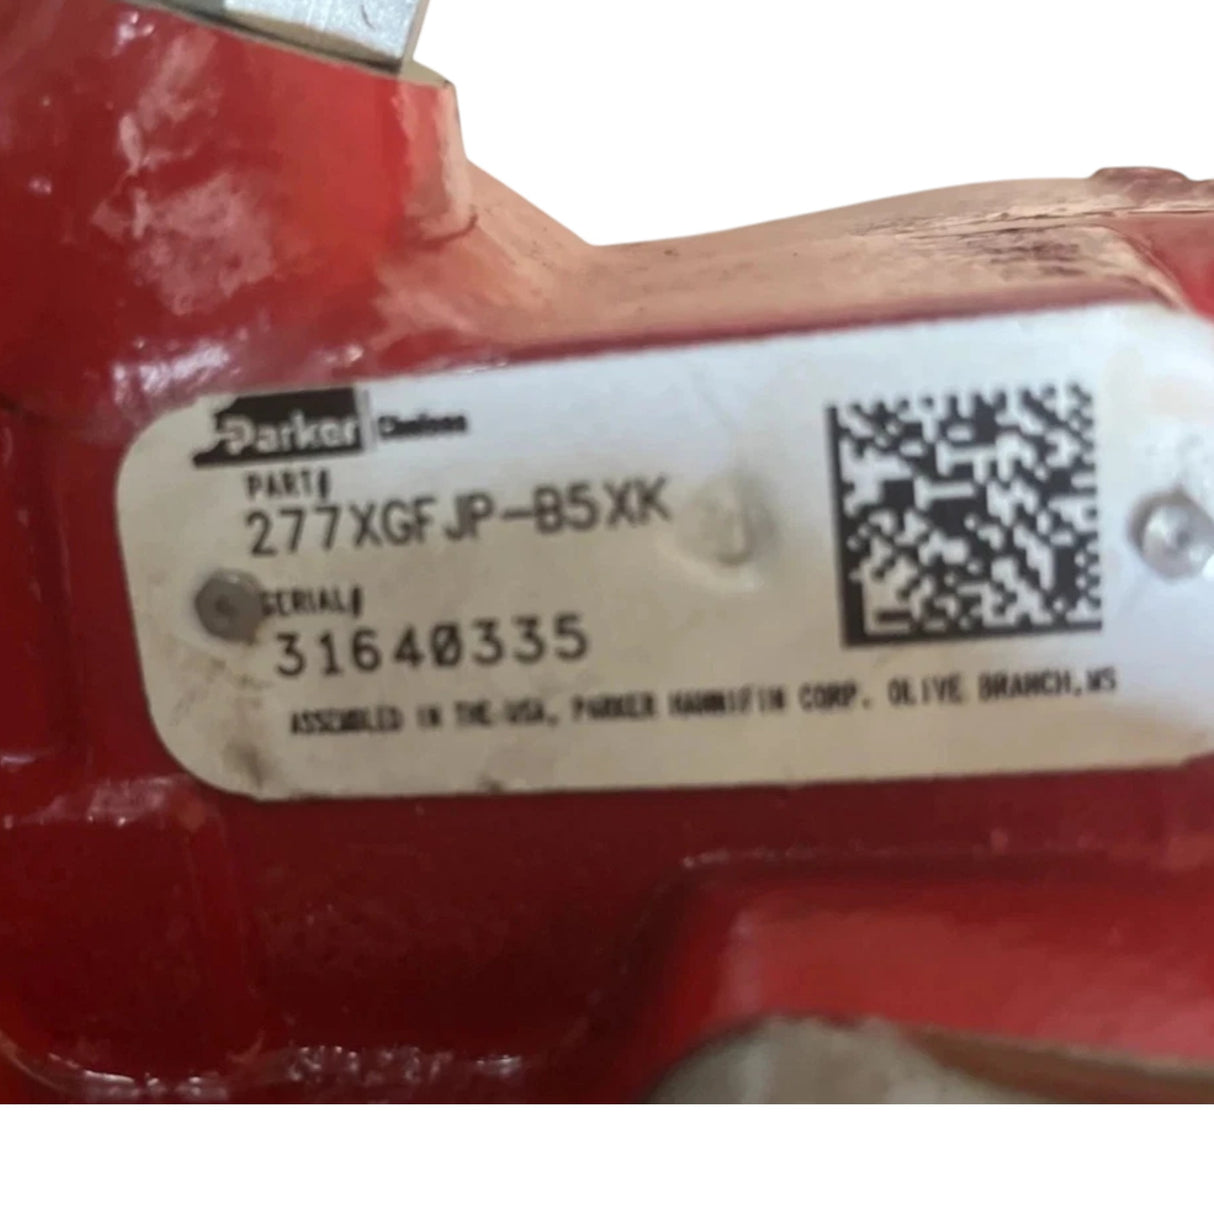 Parker Chelsea
PART#
277XGFJP-B5XK
SERIAL#
31640335
ASSEMBLED IN THE USA, PARKER HANNIFIN CORP. OLIVE BRANCH, MS